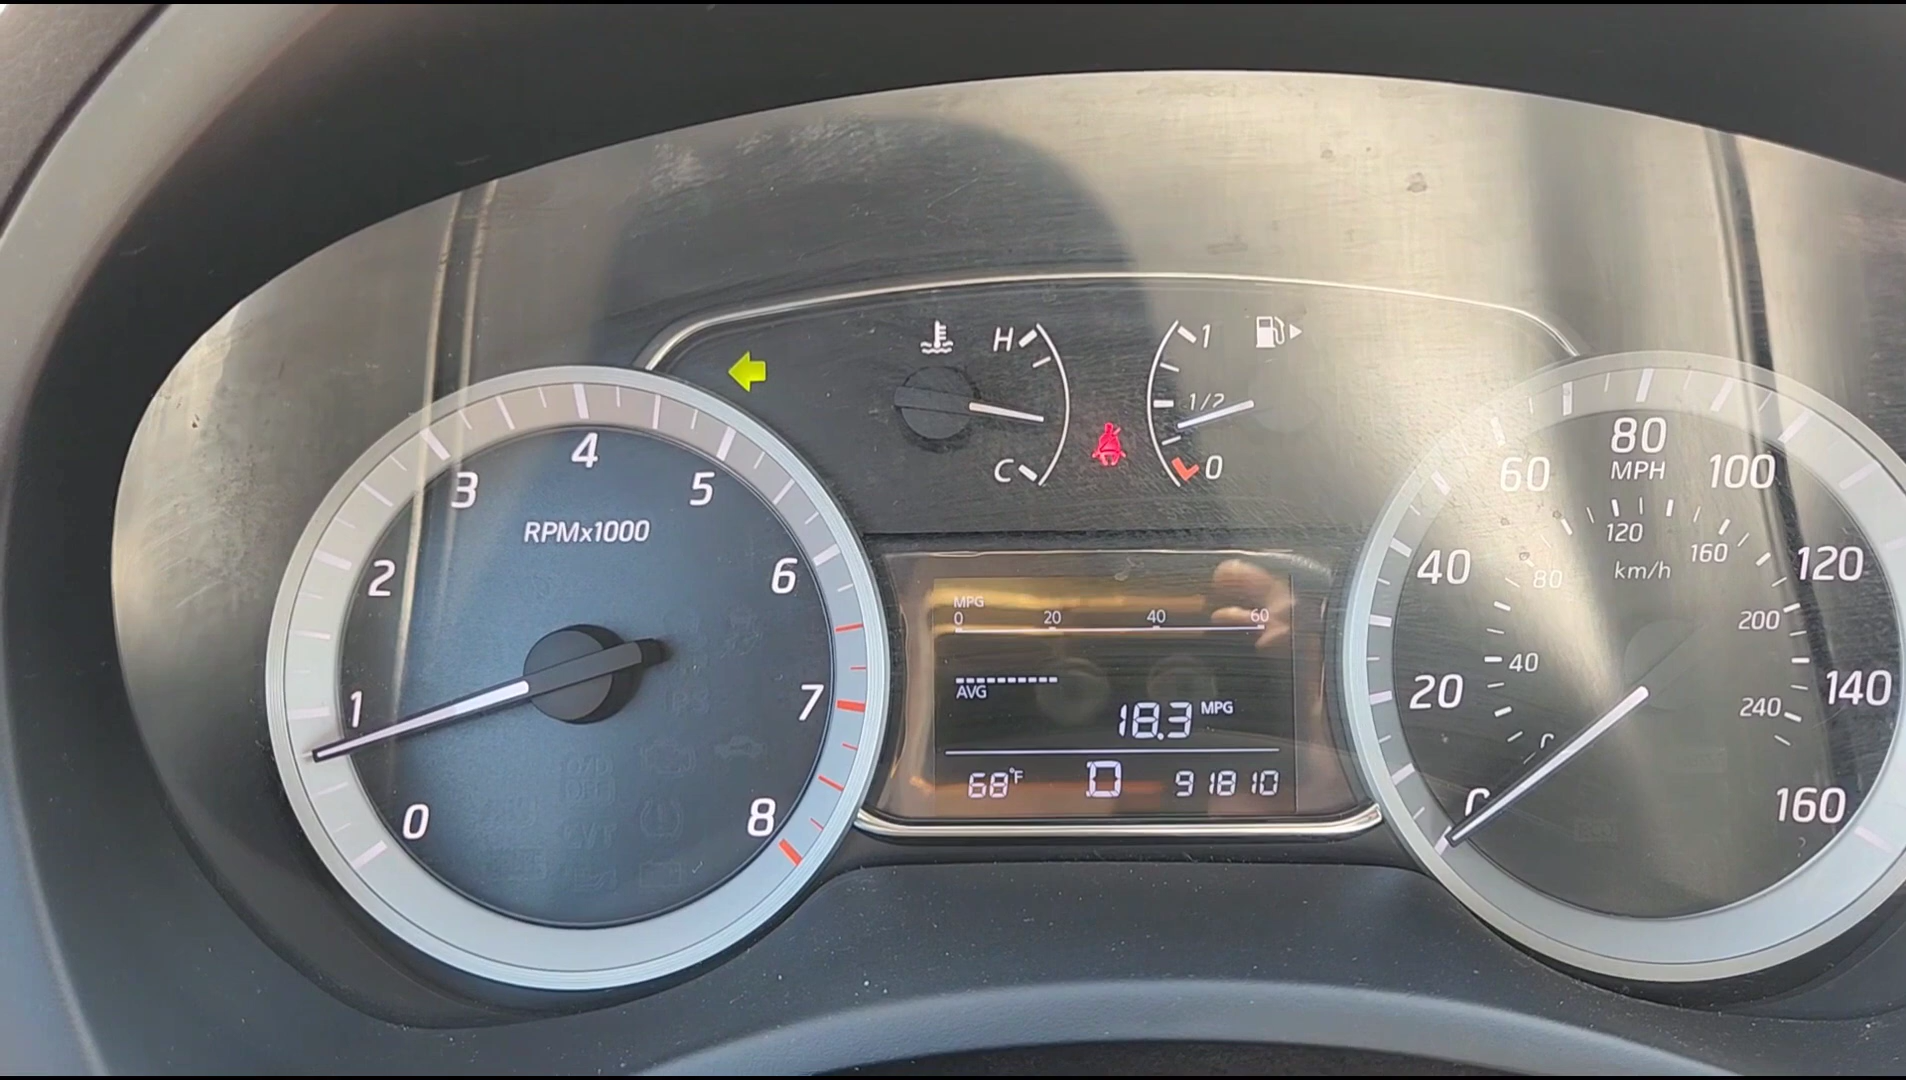 H
1
1/2
C
0
0 1 2 3 4 5 6 7 8
RPMx1000
MPG
0 20 40 60
AVG
18.3 MPG
68°F D 91810
20 40 60 80 100 120 140 160
MPH
40 80 120 160 200 240
km/h